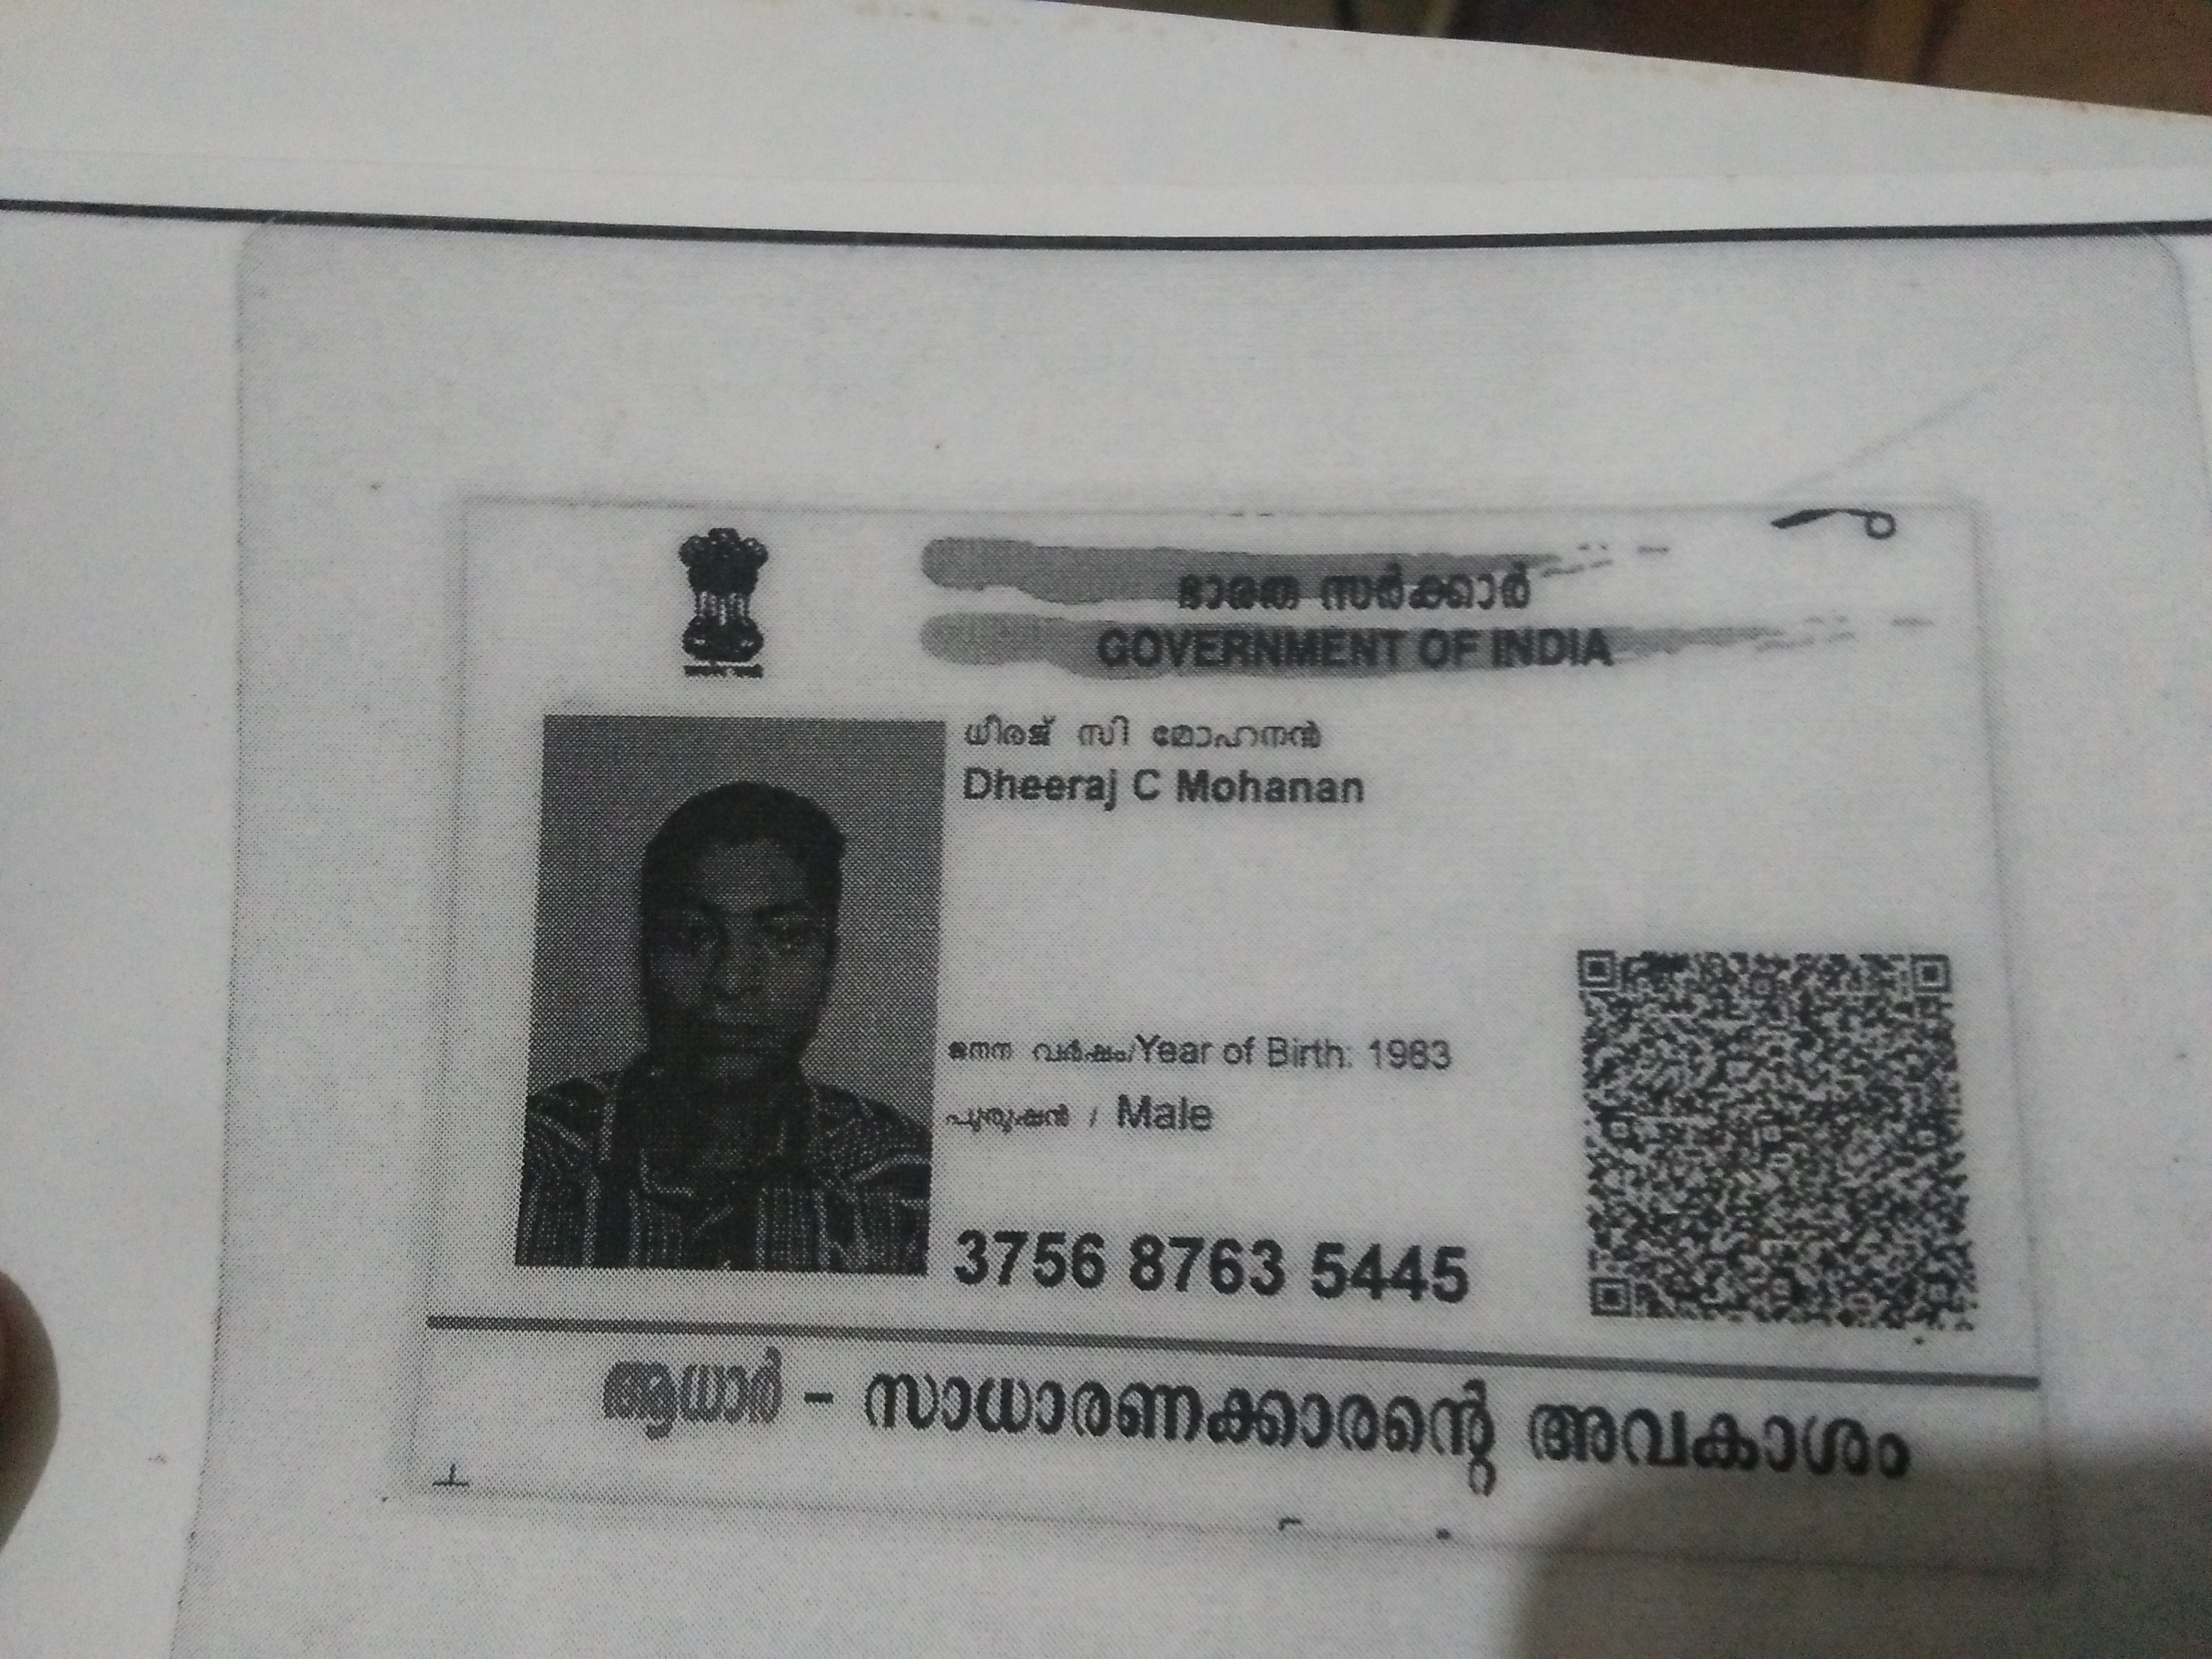 ഭാരത സർക്കാർ
GOVERNMENT OF INDIA
ധീരജ് സി മോഹനൻ
Dheeraj C Mohanan
ജനന വർഷം/Year of Birth: 1983
പുരുഷൻ / Male
3756 8763 5445
ആധാർ - സാധാരണക്കാരന്റെ അവകാശം